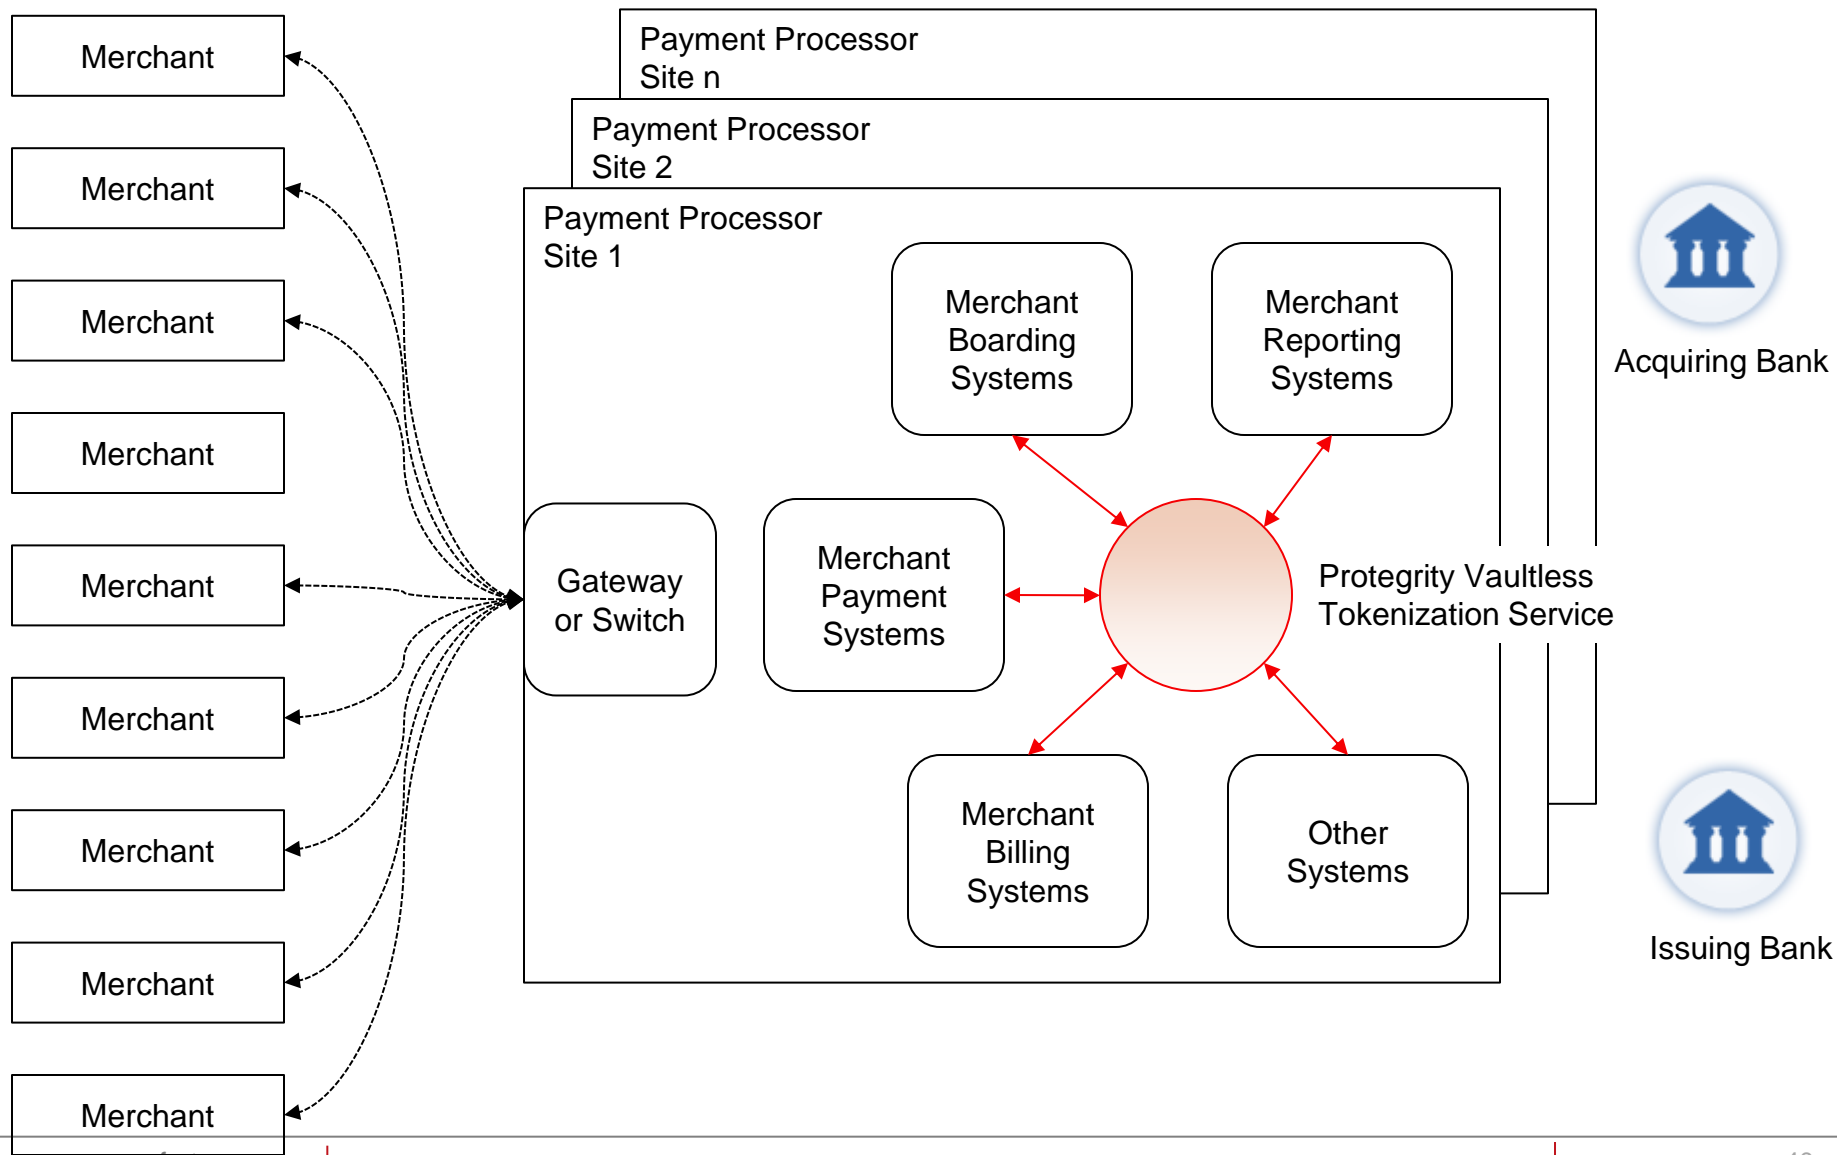 Merchant
Merchant
Merchant
Merchant
Merchant
Merchant
Merchant
Merchant
Merchant
Payment Processor
Site n
Payment Processor
Site 2
Payment Processor
Site 1
Gateway
or Switch
Merchant
Boarding
Systems
Merchant
Reporting
Systems
Merchant
Payment
Systems
Protegrity Vaultless
Tokenization Service
Merchant
Billing
Systems
Other
Systems
Acquiring Bank
Issuing Bank